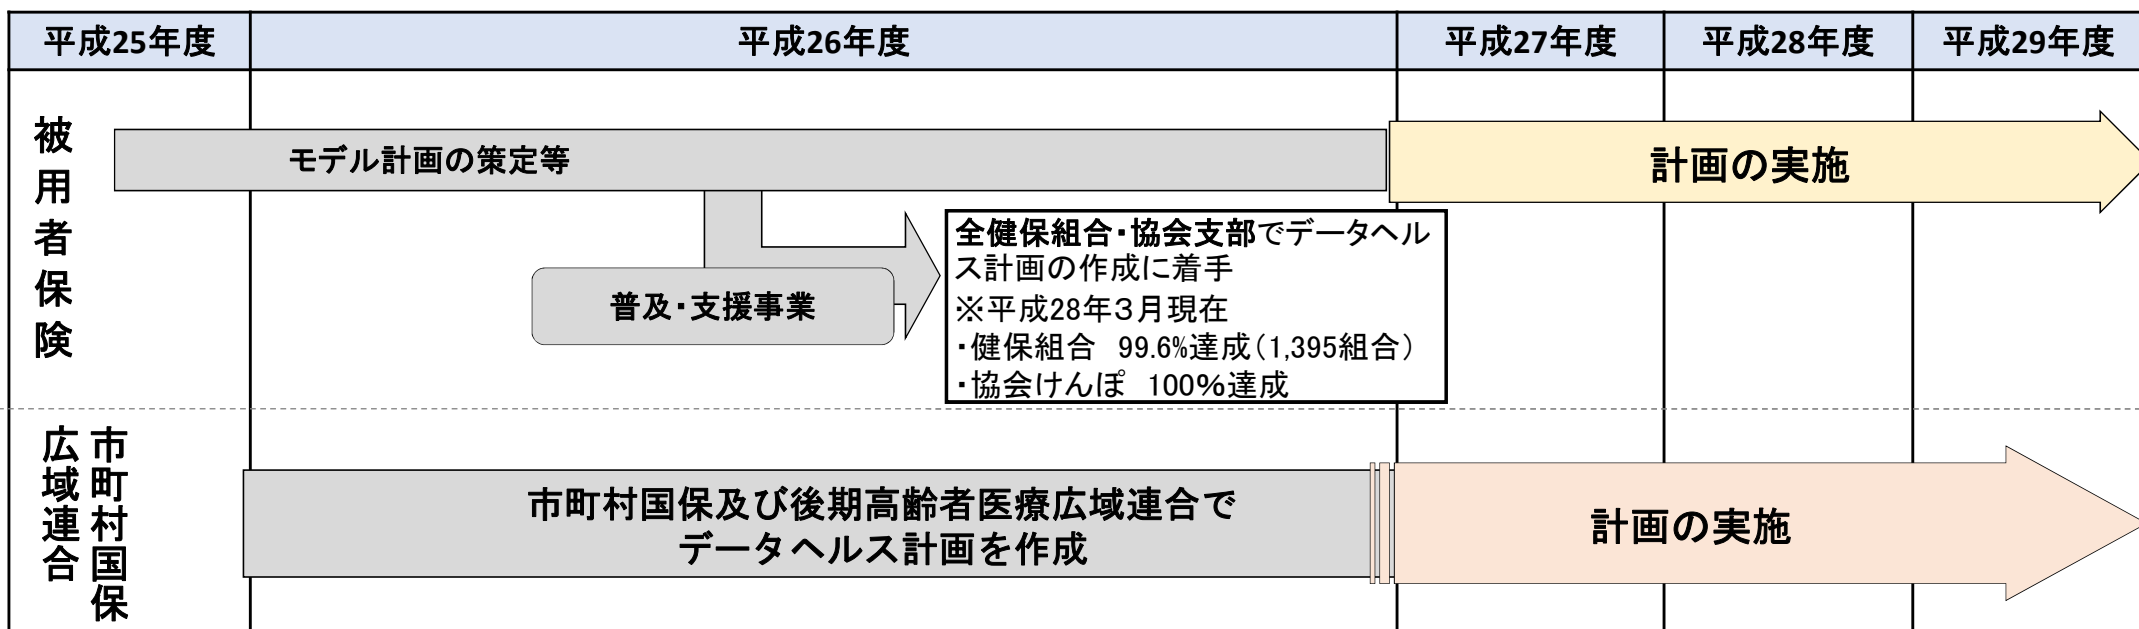 平成25年度
平成26年度
平成27年度
平成28年度
平成29年度
被用者保険
モデル計画の策定等
計画の実施
普及・支援事業
全健保組合・協会支部でデータヘル
ス計画の作成に着手
※平成28年３月現在
・健保組合　99.6%達成（1,395組合）
・協会けんぽ　100％達成
市町村国保
広域連合
市町村国保及び後期高齢者医療広域連合で
データヘルス計画を作成
計画の実施